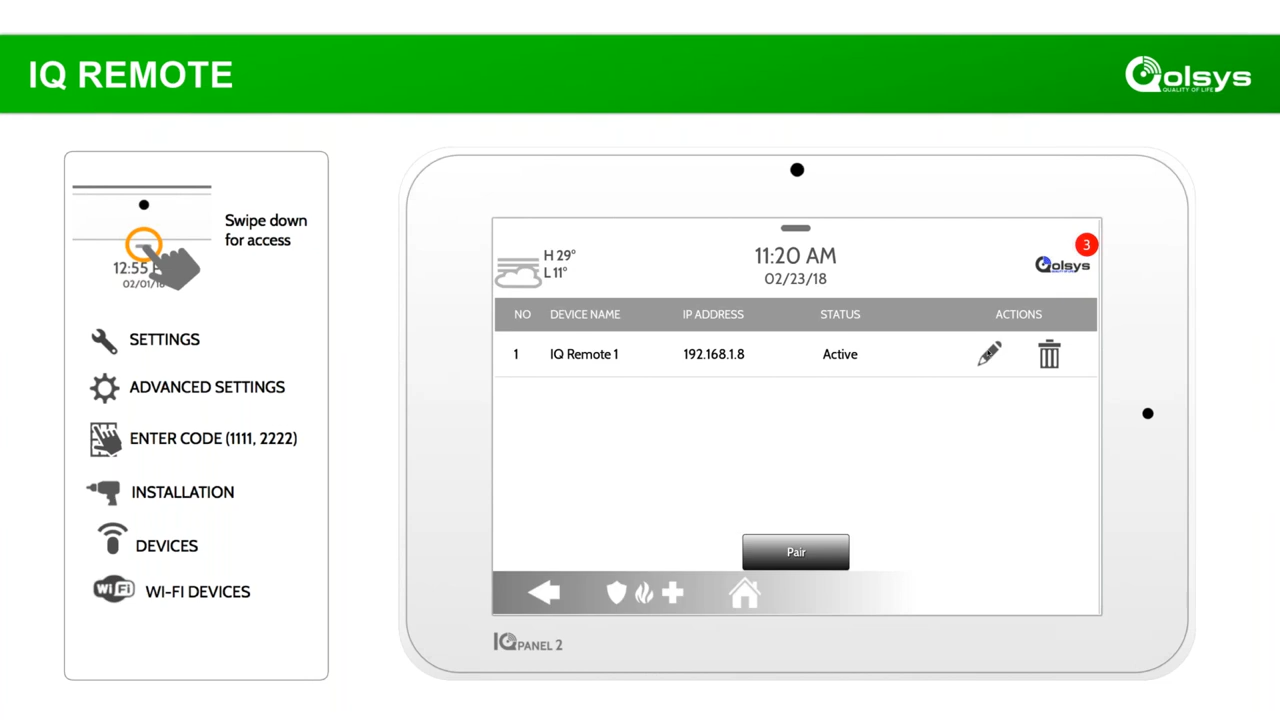 IQ REMOTE
Qolsys
QUALITY OF LIFE
Swipe down
for access
12:55
02/01/18
SETTINGS
ADVANCED SETTINGS
ENTER CODE (1111, 2222)
INSTALLATION
DEVICES
WiFi WI-FI DEVICES
H 29°
L 11°
11:20 AM
02/23/18
3
Qolsys
NO DEVICE NAME IP ADDRESS STATUS ACTIONS
1 IQ Remote 1 192.168.1.8 Active
Pair
IQ PANEL 2